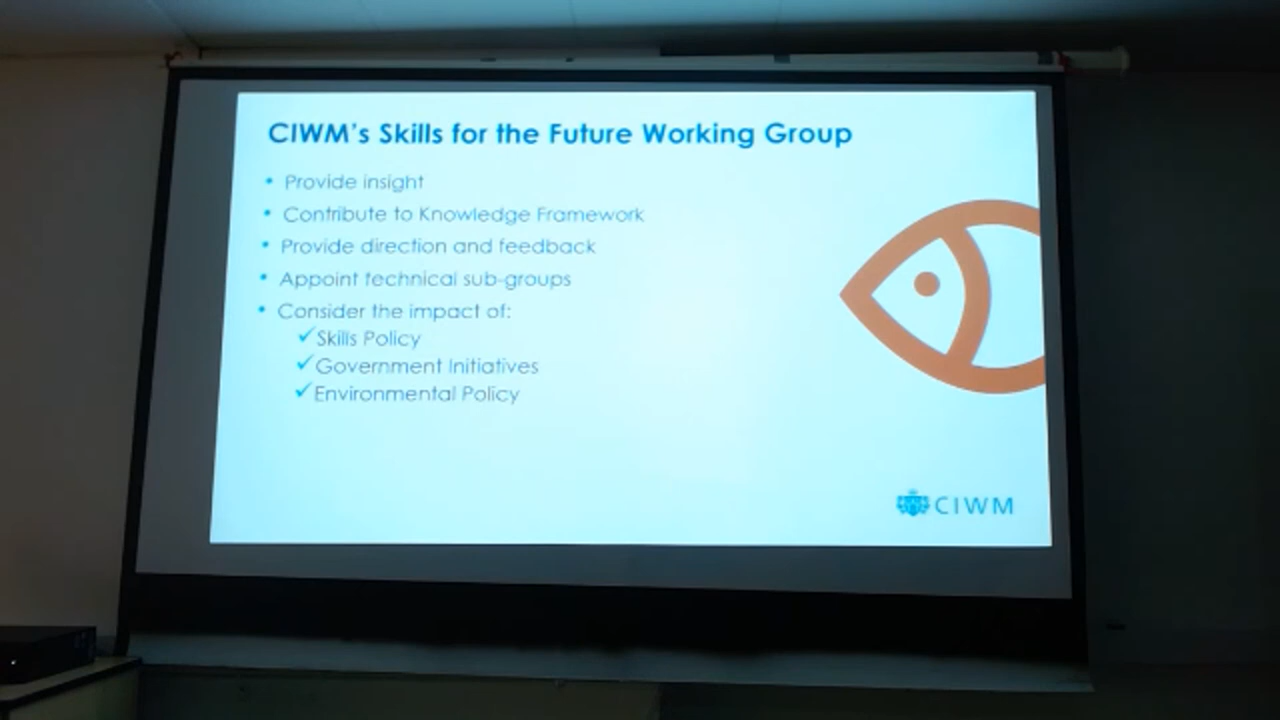 CIWM's Skills for the Future Working Group
• Provide insight
• Contribute to Knowledge Framework
• Provide direction and feedback
• Appoint technical sub-groups
• Consider the impact of:
✓Skills Policy
✓Government Initiatives
✓Environmental Policy
CIWM